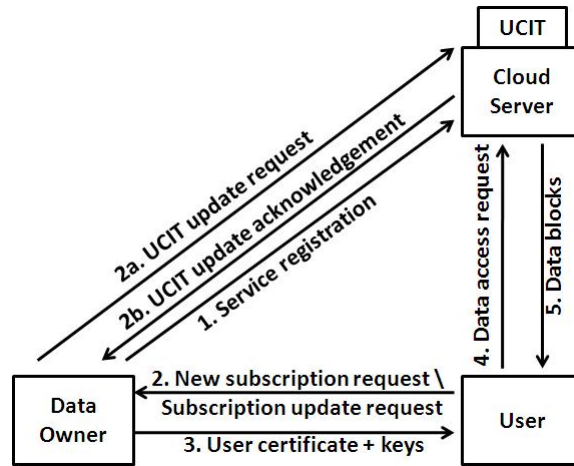 UCIT
Cloud
Server
2a. UCIT update request
2b. UCIT update acknowledgement
1. Service registration
4. Data access request
5. Data blocks
2. New subscription request \
Subscription update request
3. User certificate + keys
Data
Owner
User